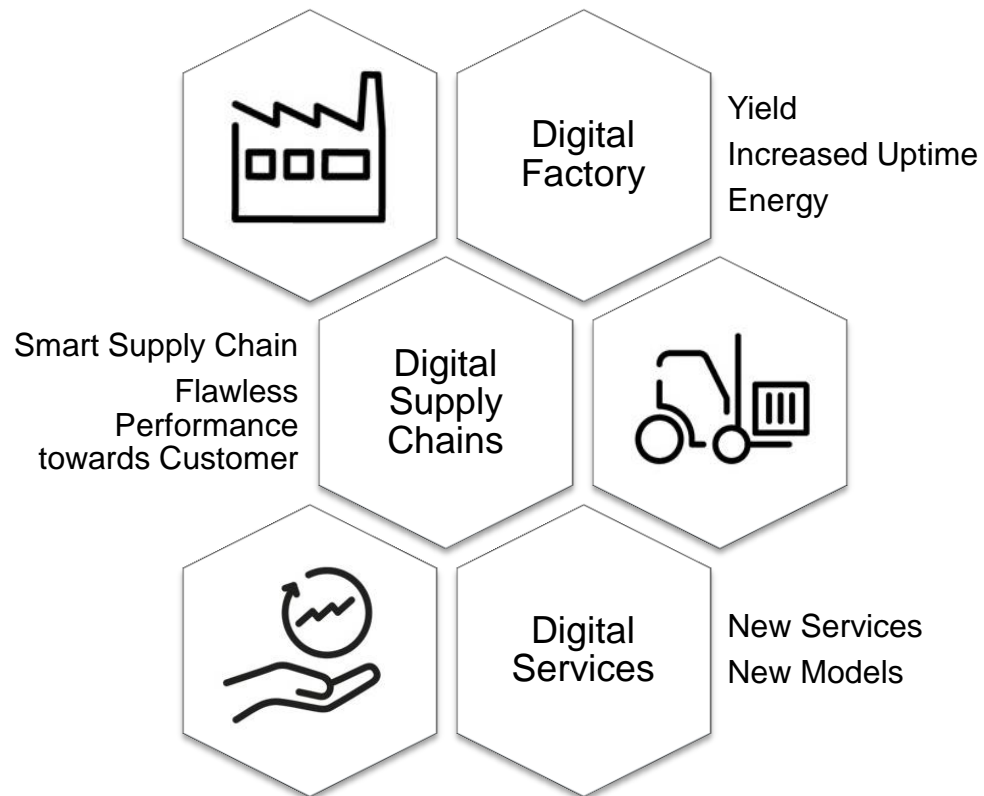 Digital
Factory
Yield
Increased Uptime
Energy
Smart Supply Chain
Flawless
Performance
towards Customer
Digital
Supply
Chains
Digital
Services
New Services
New Models